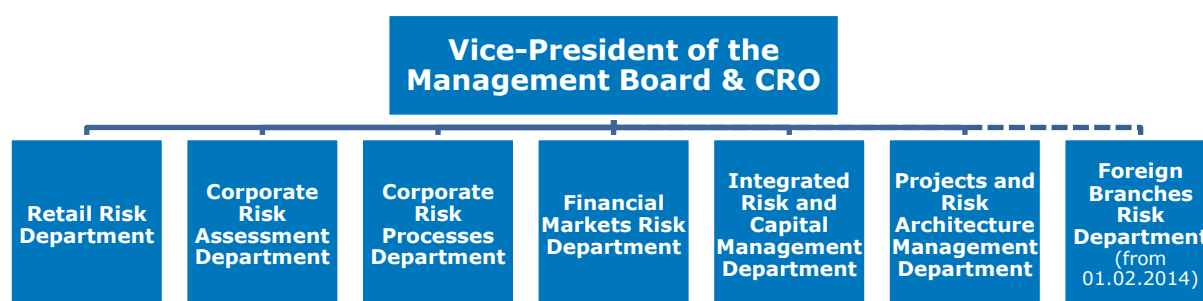 Vice-President of the
Management Board & CRO
Retail Risk
Department
Corporate
Risk
Assessment
Department
Corporate
Risk
Processes
Department
Financial
Markets Risk
Department
Integrated
Risk and
Capital
Management
Department
Projects and
Risk
Architecture
Management
Department
Foreign
Branches
Risk
Department
(from
01.02.2014)